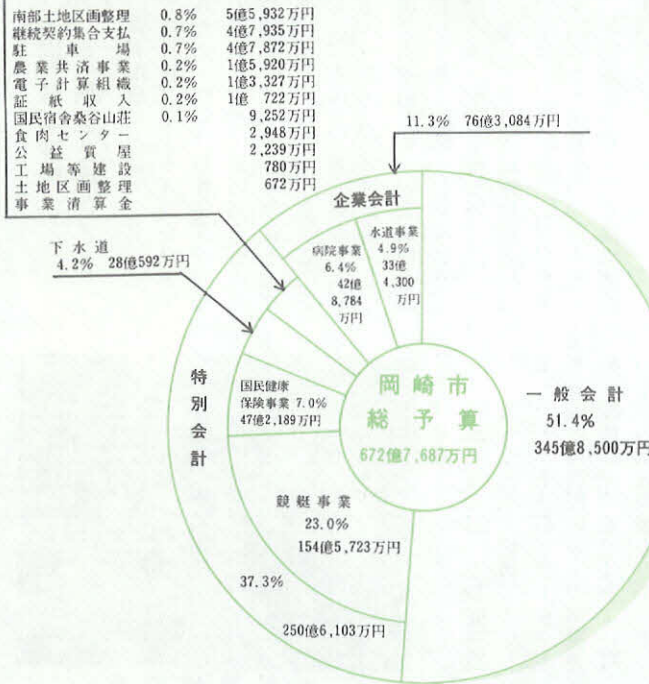 南部土地区画整理 0.8% 5億5,932万円
継続契約集合支払 0.7% 4億7,935万円
駐車場 0.7% 4億7,872万円
農業共済事業 0.2% 1億5,920万円
電子計算組織 0.2% 1億3,327万円
証紙収入 0.2% 1億 722万円
国民宿舎桑谷山荘 0.1% 9,252万円
食肉センター 2,948万円
公益質屋 2,239万円
工場等建設 780万円
土地区画整理 672万円
事業清算金
11.3% 76億3,084万円
企業会計
水道事業
4.9%
33億
4,300
万円
病院事業
6.4%
42億
8,784
万円
下水道
4.2% 28億592万円
特別会計
国民健康
保険事業 7.0%
47億2,189万円
岡崎市
総予算
672億7,687万円
一般会計
51.4%
345億8,500万円
競艇事業
23.0%
154億5,723万円
37.3%
250億6,103万円